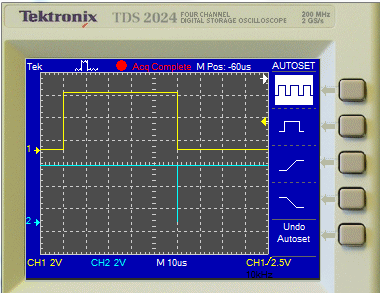 Tektronix TDS 2024 FOUR CHANNEL DIGITAL STORAGE OSCILLOSCOPE 200 MHz 2 GS/s
Tek Acq Complete M Pos: -60us AUTOSET
1
2
Undo
Autoset
CH1 2V CH2 2V M 10us CH1/2.5V
10kHz